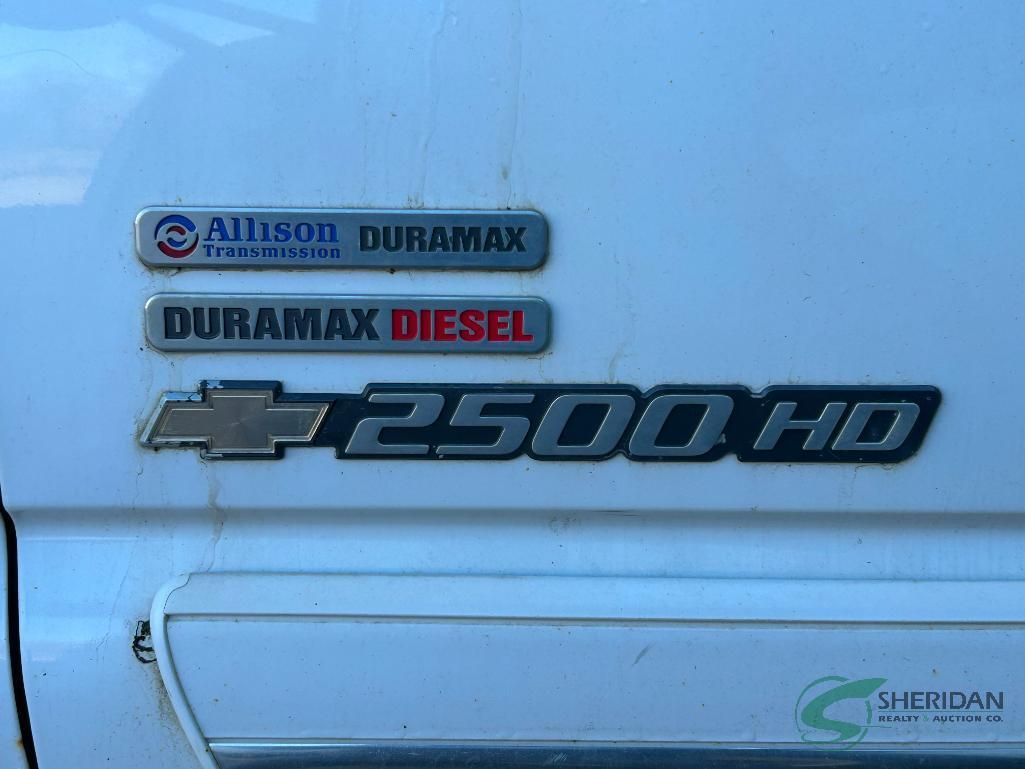 Allison
Transmission
DURAMAX
DURAMAX DIESEL
2500 HD
SHERIDAN
REALTY & AUCTION CO.